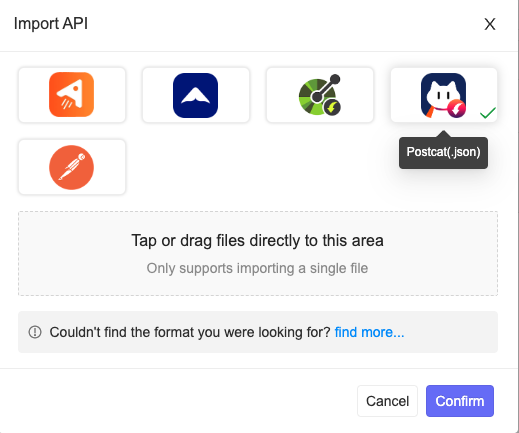 Import API
X
Postcat(.json)
Tap or drag files directly to this area
Only supports importing a single file
Couldn't find the format you were looking for? find more...
Cancel
Confirm